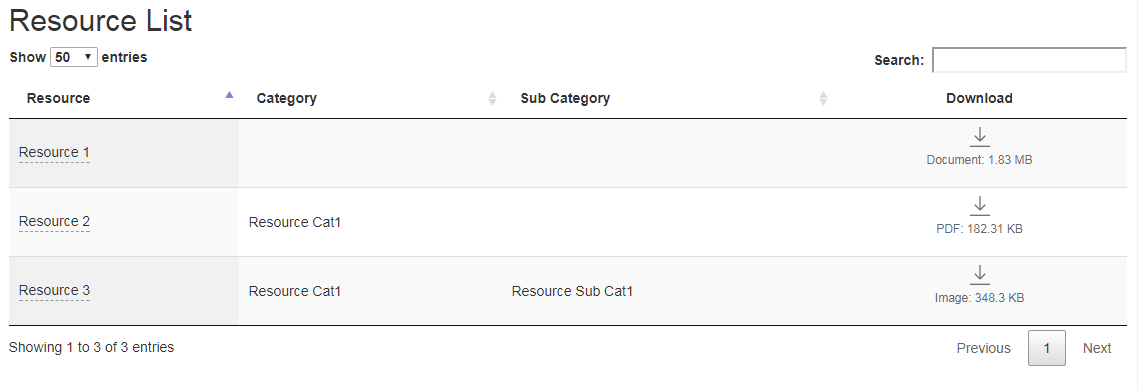 Resource List
Show 50 entries
Search:
Resource Category Sub Category Download
Resource 1
Document: 1.83 MB
Resource 2 Resource Cat1
PDF: 182.31 KB
Resource 3 Resource Cat1 Resource Sub Cat1
Image: 348.3 KB
Showing 1 to 3 of 3 entries
Previous 1 Next